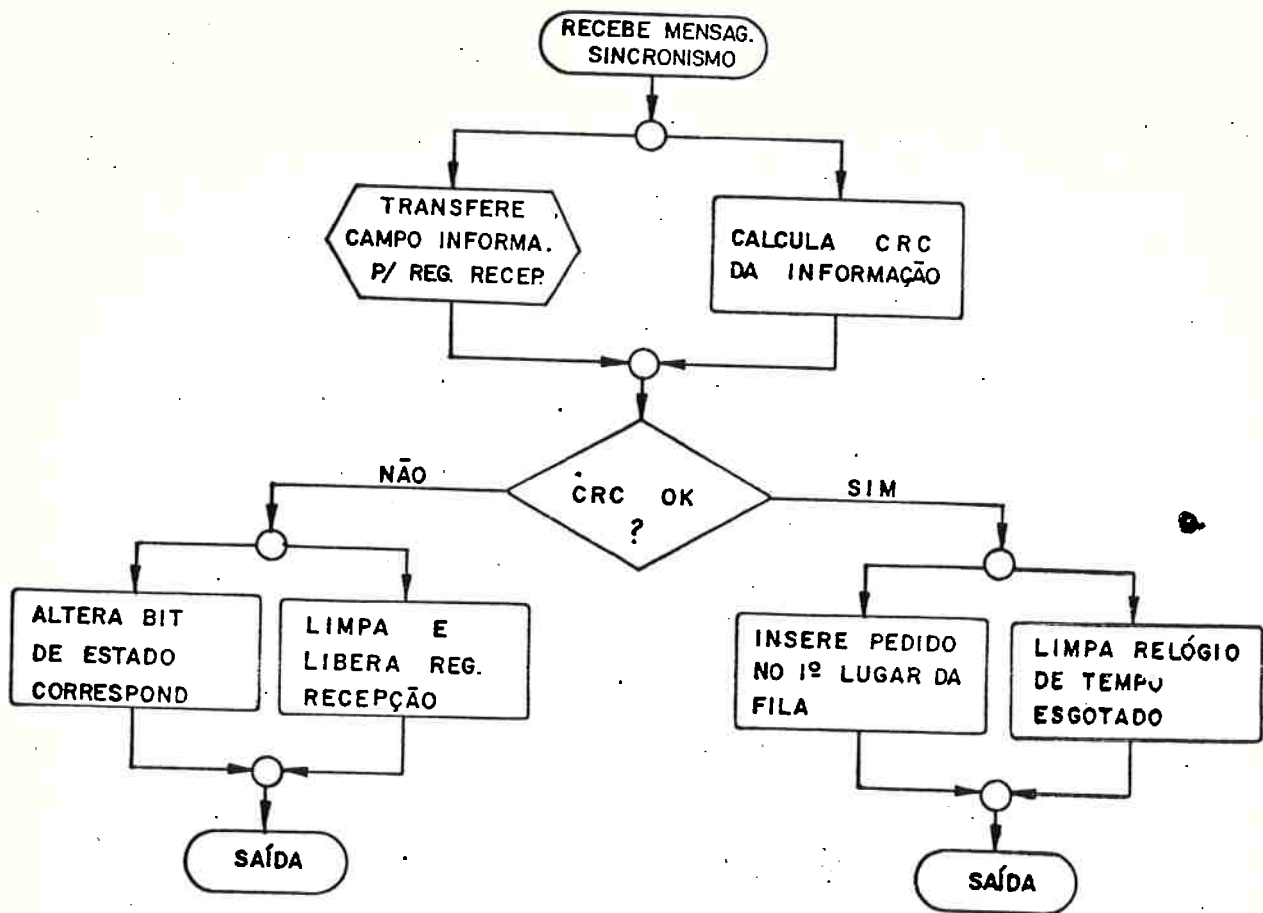 RECEBE MENSAG.
SINCRONISMO
TRANSFERE
CAMPO INFORMA.
P/ REG. RECEP.
CALCULA CRC
DA INFORMAÇÃO
CRC OK
?
NÃO
SIM
ALTERA BIT
DE ESTADO
CORRESPOND
LIMPA E
LIBERA REG.
RECEPÇÃO
INSERE PEDIDO
NO 1º LUGAR DA
FILA
LIMPA RELÓGIO
DE TEMPO
ESGOTADO
SAÍDA
SAÍDA